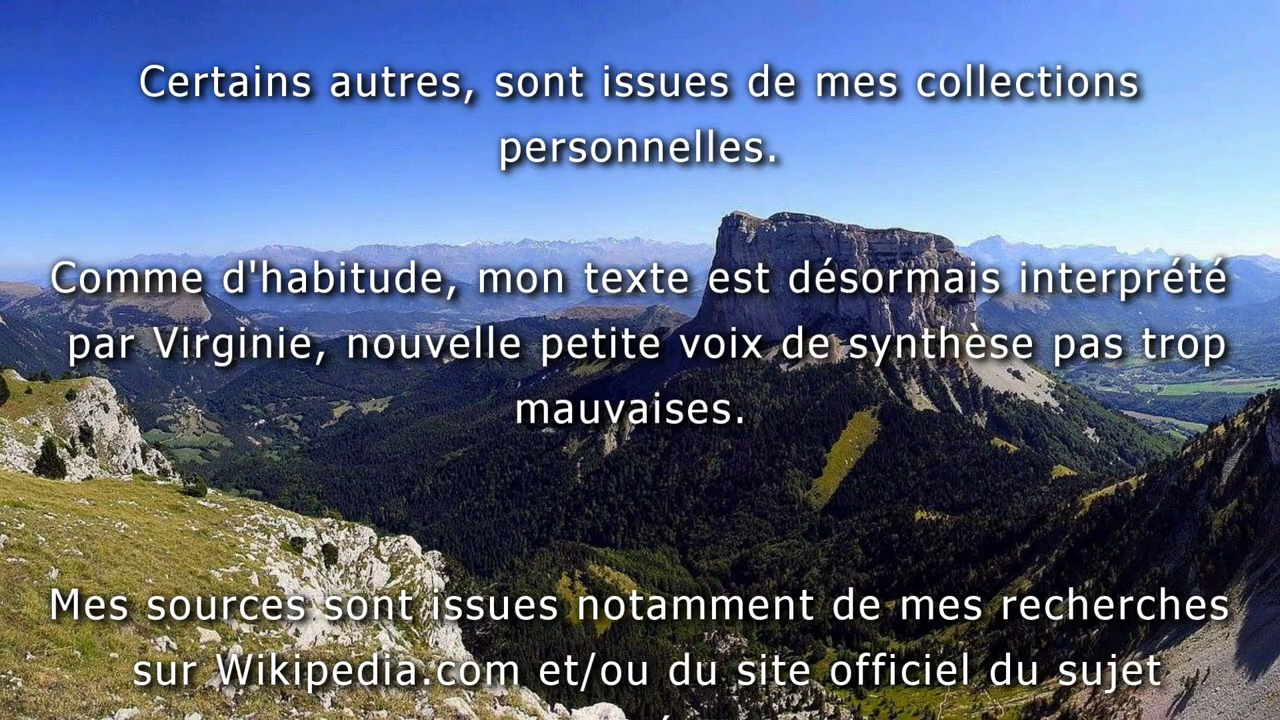 Certains autres, sont issues de mes collections
personnelles.
Comme d'habitude, mon texte est désormais interprété
par Virginie, nouvelle petite voix de synthèse pas trop
mauvaises.
Mes sources sont issues notamment de mes recherches
sur Wikipedia.com et/ou du site officiel du sujet